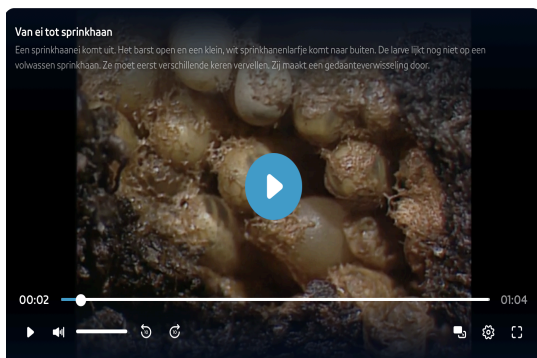 Van ei tot sprinkhaan
Een sprinkhaanei komt uit. Het barst open en een klein, wit sprinkhanenlarfje komt naar buiten. De larve lijkt nog niet op een
volwassen sprinkhaan. Ze moet eerst verschillende keren vervellen. Zij maakt een gedaanteverwisseling door.
00:02
01:04
10
10